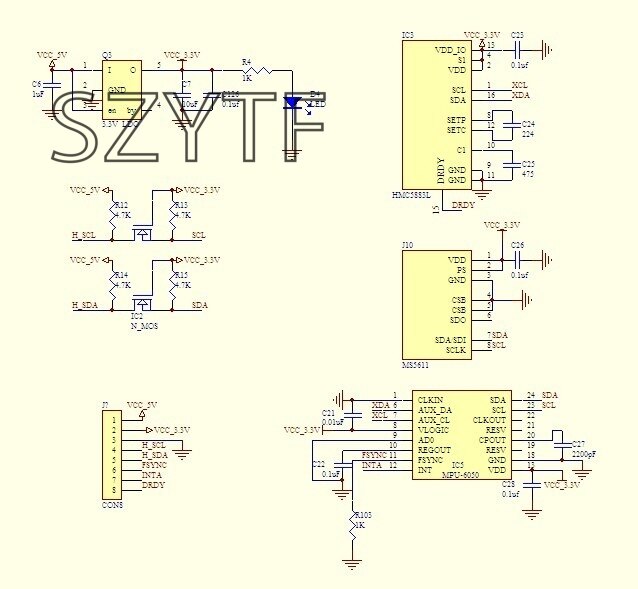 VCC_5V
Q3
VCC_3.3V
1
I
O
5
R4
1K
2
GND
C6
1uF
C7
10uF
0.1uf
LED
en
by
4
3.3V LDO
SZYTF
IC3
VCC_3.3V
C23
0.1uf
VDD_IO
13
S1
4
VDD
2
SCL
1
XCL
SDA
16
XDA
SETP
8
SETC
12
C24
224
C1
10
C25
475
GND
9
GND
11
DRDY
HMC5883L
15
DRDY
VCC_5V
VCC_3.3V
R12
4.7K
R13
4.7K
H_SCL
SCL
VCC_5V
VCC_3.3V
R14
4.7K
R15
4.7K
H_SDA
SDA
IC2
N_MOS
VCC_3.3V
J10
C26
0.1uf
VDD
1
PS
2
GND
3
CSB
4
CSB
5
SDO
6
SDA/SDI
7
SDA
SCLK
8
SCL
MS5611
J?
VCC_5V
1
2
VCC_3.3V
3
4
H_SCL
5
H_SDA
6
FSYNC
7
INTA
8
DRDY
CON8
1
CLKIN
SDA
24
SDA
XDA
6
AUX_DA
SCL
23
SCL
C21
0.01uF
XCL
7
AUX_CL
CLKOUT
22
VCC_3.3V
8
VLOGIC
RESV
21
9
AD0
CPOUT
20
10
REGOUT
RESV
19
C27
2200pF
FSYNC
11
FSYNC
GND
18
C22
0.1uf
INTA
12
INT
IC5
VDD
13
MPU-6050
C28
0.1uf
VCC_3.3V
R103
1K